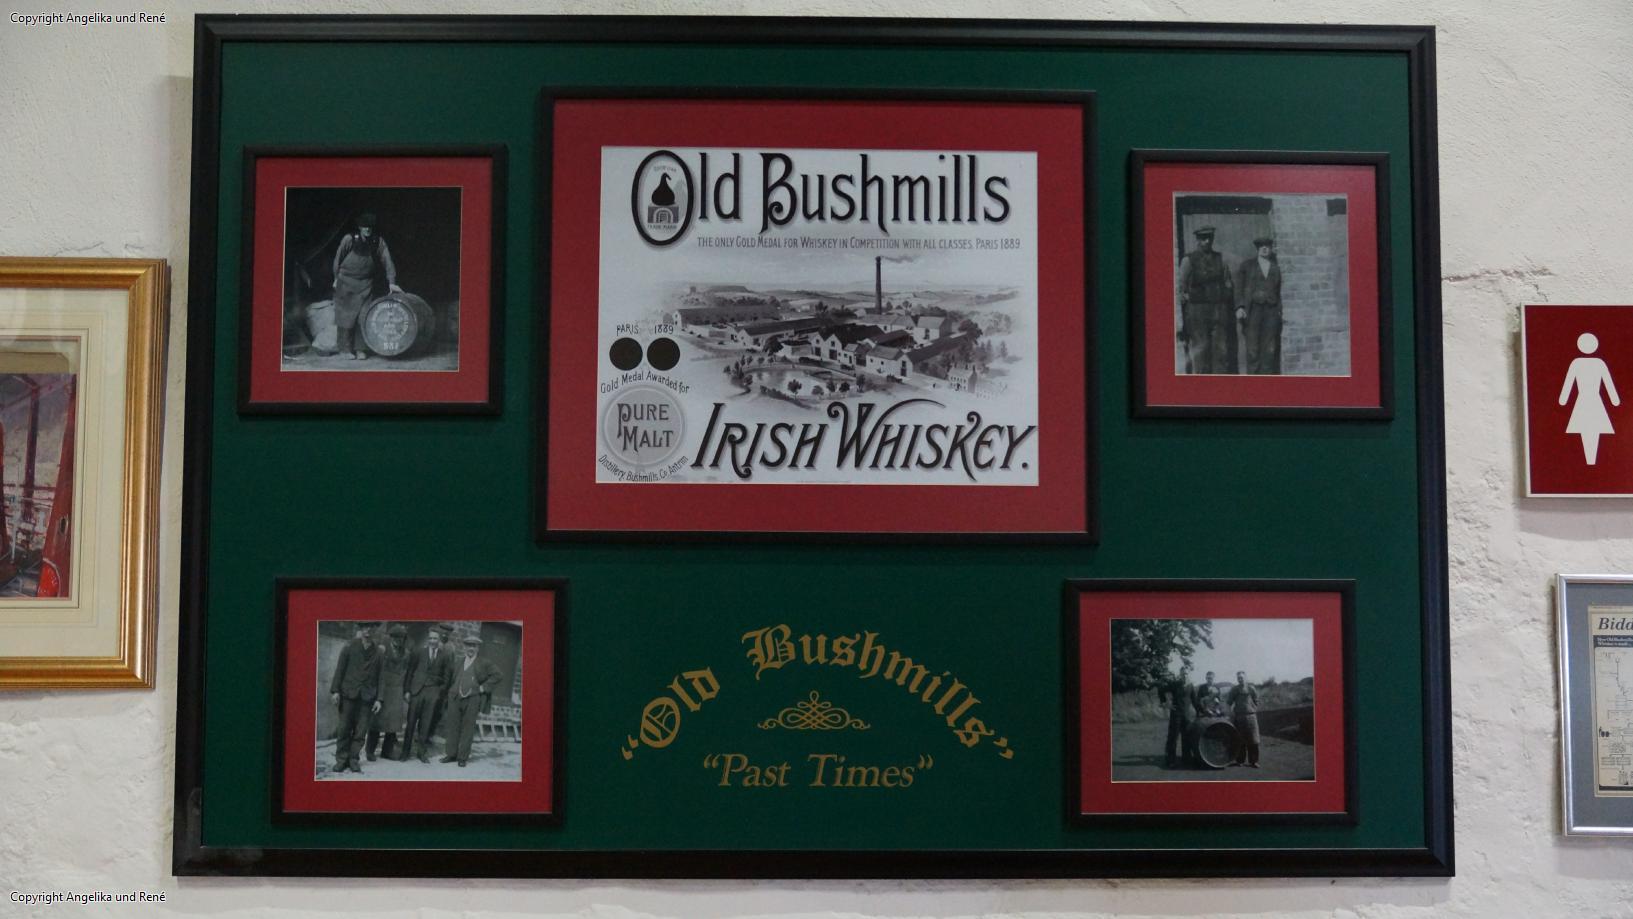 Copyright Angelika und René
Old Bushmills
TRADE MARK
THE ONLY GOLD MEDAL FOR WHISKEY IN COMPETITION WITH ALL CLASSES, PARIS 1889
PARIS 1889
Gold Medal Awarded for
PURE
MALT
Distillery, Bushmills, Co. Antrim
IRISH WHISKEY.
"Old Bushmills"
"Past Times"
Copyright Angelika und René